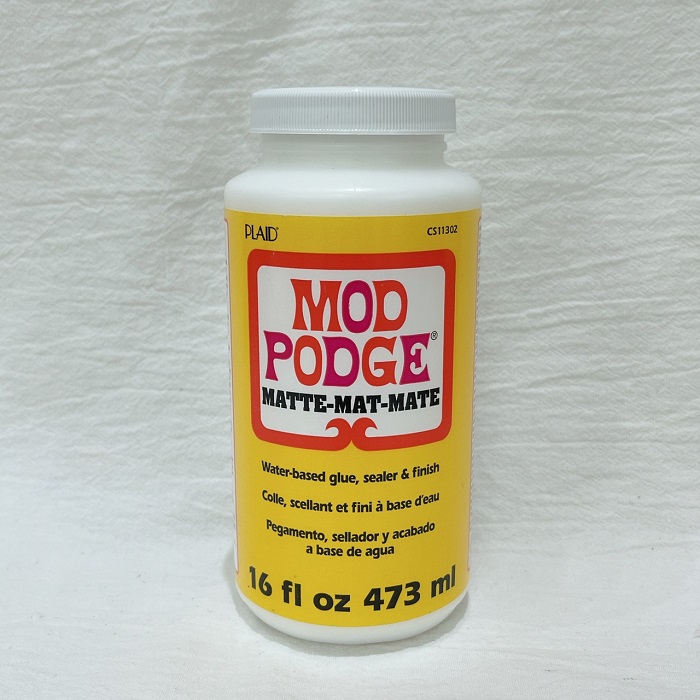 PLAID®
CS11302
MOD
PODGE®
MATTE-MAT-MATE
Water-based glue, sealer & finish
Colle, scellant et fini à base d'eau
Pegamento, sellador y acabado
a base de agua
16 fl oz 473 ml